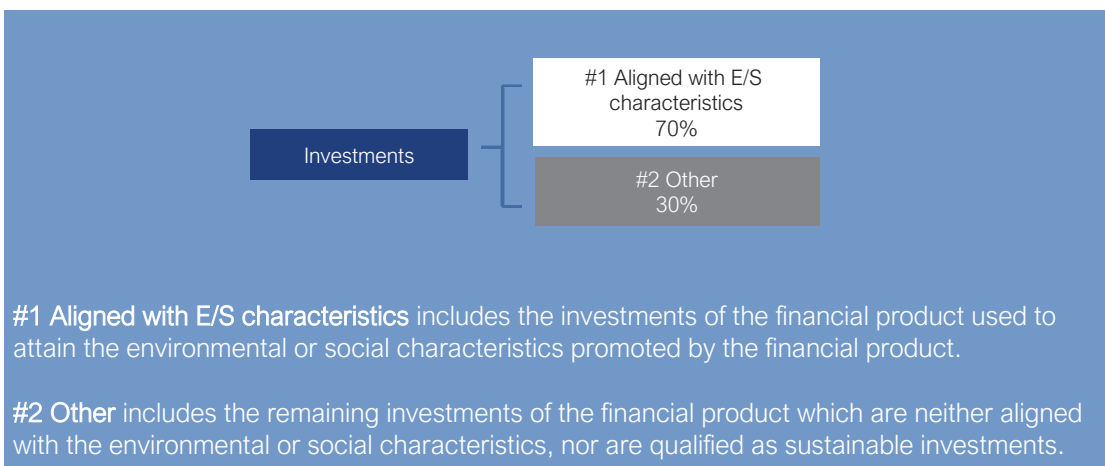 #1 Aligned with E/S
characteristics
70%
Investments
#2 Other
30%
#1 Aligned with E/S characteristics includes the investments of the financial product used to
attain the environmental or social characteristics promoted by the financial product.
#2 Other includes the remaining investments of the financial product which are neither aligned
with the environmental or social characteristics, nor are qualified as sustainable investments.